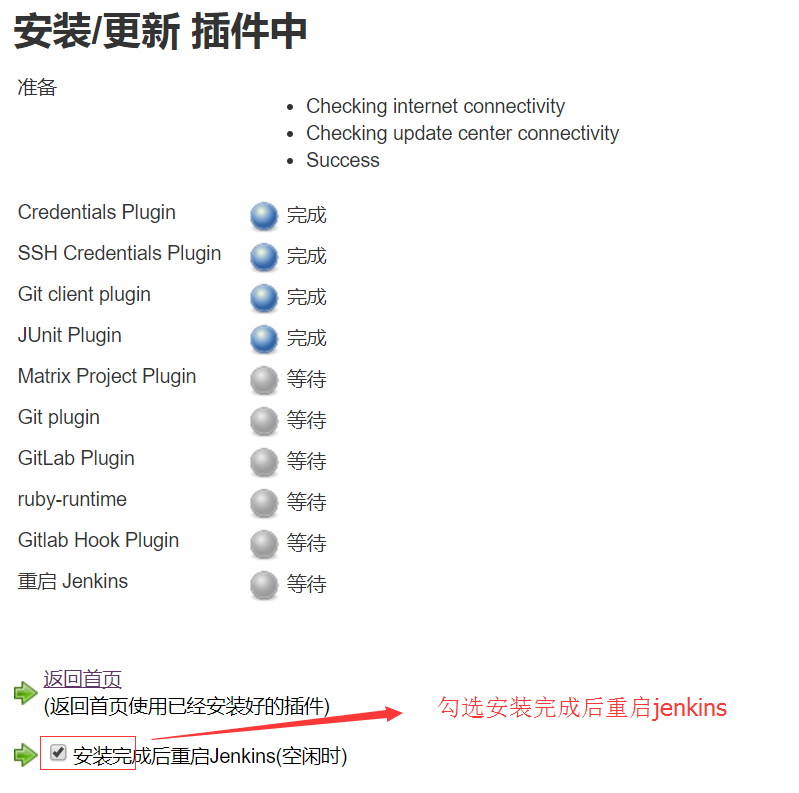 安装/更新 插件中
准备
Checking internet connectivity
Checking update center connectivity
Success
Credentials Plugin 完成
SSH Credentials Plugin 完成
Git client plugin 完成
JUnit Plugin 完成
Matrix Project Plugin 等待
Git plugin 等待
GitLab Plugin 等待
ruby-runtime 等待
Gitlab Hook Plugin 等待
重启 Jenkins 等待
返回首页
(返回首页使用已经安装好的插件)
勾选安装完成后重启jenkins
安装完成后重启Jenkins(空闲时)